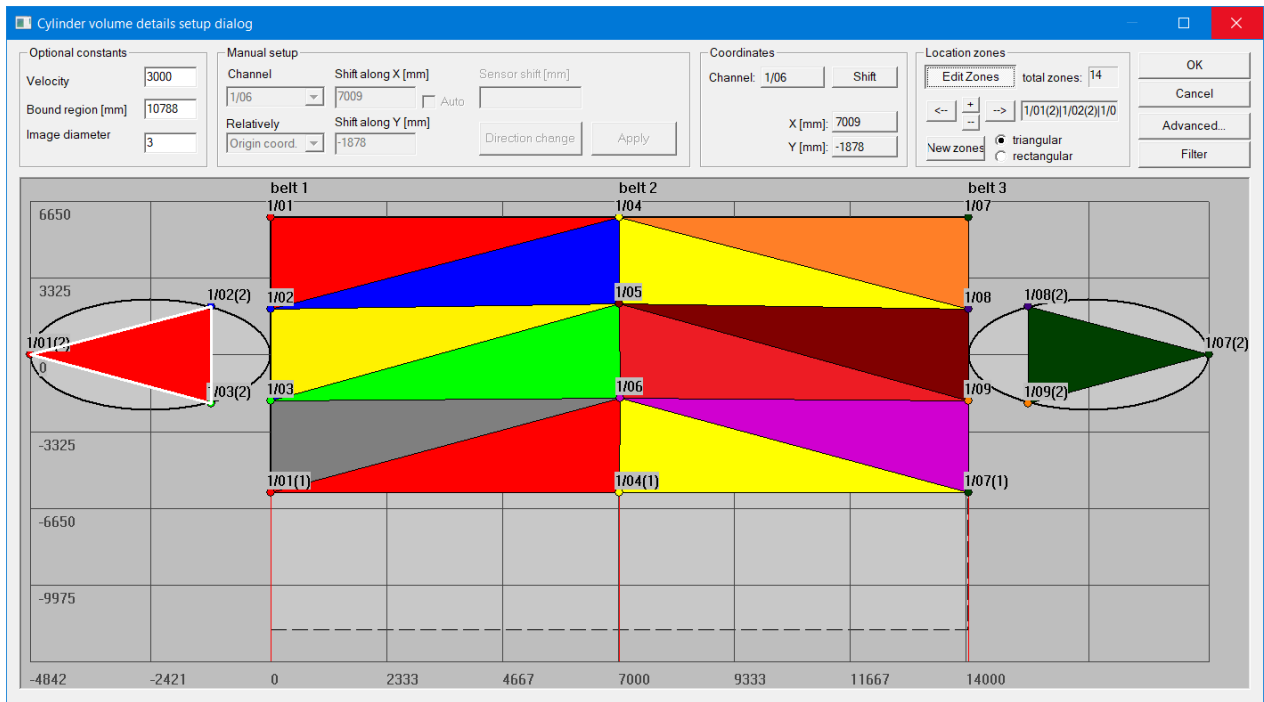 Cylinder volume details setup dialog
Optional constants
Velocity 3000
Bound region [mm] 10788
Image diameter 3
Manual setup
Channel Shift along X [mm] Sensor shift [mm]
1/06 7009 Auto
Relatively Shift along Y [mm]
Origin coord. -1878 Direction change Apply
Coordinates
Channel: 1/06 Shift
X [mm]: 7009
Y [mm]: -1878
Location zones
Edit Zones total zones: 14
<-- + -- --> 1/01(2)|1/02(2)|1/0
New zones triangular
rectangular
OK
Cancel
Advanced...
Filter
belt 1 belt 2 belt 3
1/01 1/04 1/07
6650
3325 1/02(2) 1/02 1/05 1/08 1/08(2)
1/01(2) 1/07(2)
0
1/03(2) 1/03 1/06 1/09 1/09(2)
-3325
1/01(1) 1/04(1) 1/07(1)
-6650
-9975
-4842 -2421 0 2333 4667 7000 9333 11667 14000